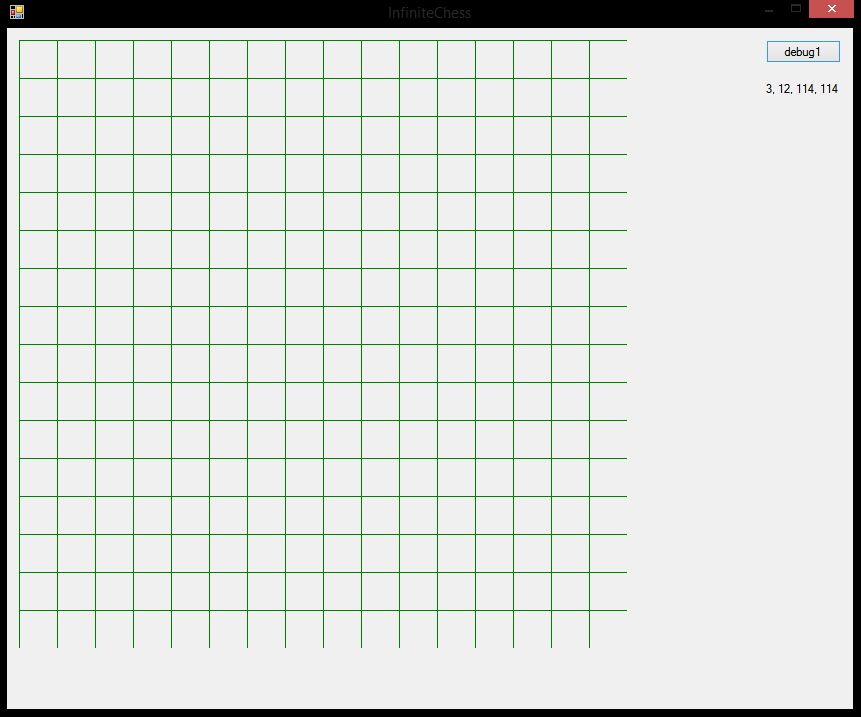 InfiniteChess
debug1
3, 12, 114, 114